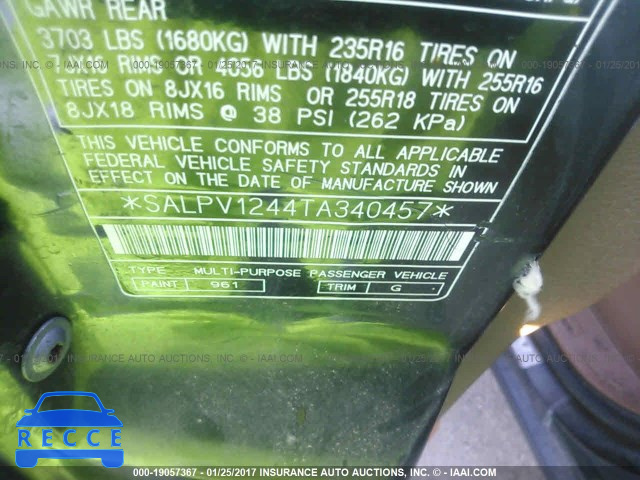 GAWR REAR
3703 LBS (1680KG) WITH 235R16 TIRES ON
RIMS 4056 LBS (1840KG) WITH 255R16
TIRES ON 8JX16 RIMS OR 255R18 TIRES ON
8JX18 RIMS @ 38 PSI (262 KPa)
THIS VEHICLE CONFORMS TO ALL APPLICABLE
FEDERAL VEHICLE SAFETY STANDARDS IN EFFECT
ON THE DATE OF MANUFACTURE SHOWN ABOVE.
*SALPV1244TA340457*
TYPE MULTI-PURPOSE PASSENGER VEHICLE
PAINT 961 TRIM G
RECCE
000-19057367 - 01/25/2017 INSURANCE AUTO AUCTIONS, INC. - © IAAI.COM